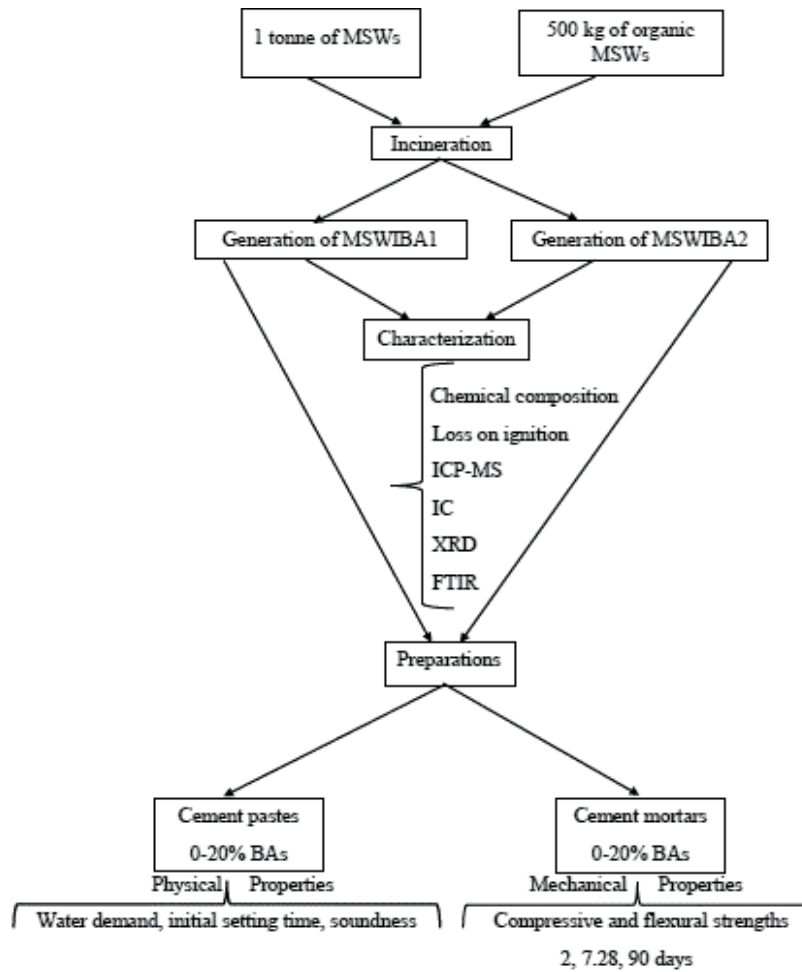 1 tonne of MSWs
500 kg of organic
MSWs
Incineration
Generation of MSWIBA1
Generation of MSWIBA2
Characterization
Chemical composition
Loss on ignition
ICP-MS
IC
XRD
FTIR
Preparations
Cement pastes
0-20% BAs
Cement mortars
0-20% BAs
Physical Properties
Mechanical Properties
Water demand, initial setting time, soundness
Compressive and flexural strengths
2, 7.28, 90 days